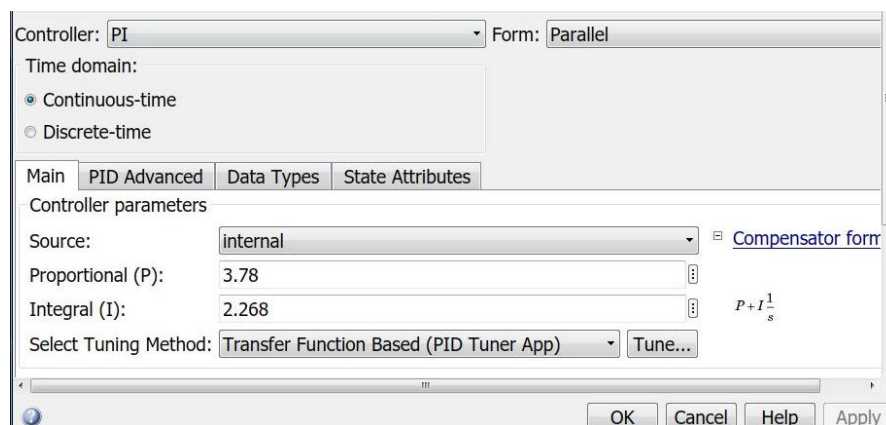 Controller: PI Form: Parallel
Time domain:
Continuous-time
Discrete-time
Main PID Advanced Data Types State Attributes
Controller parameters
Source: internal Compensator form
Proportional (P): 3.78
Integral (I): 2.268 P+I 1/s
Select Tuning Method: Transfer Function Based (PID Tuner App) Tune...
OK Cancel Help Apply